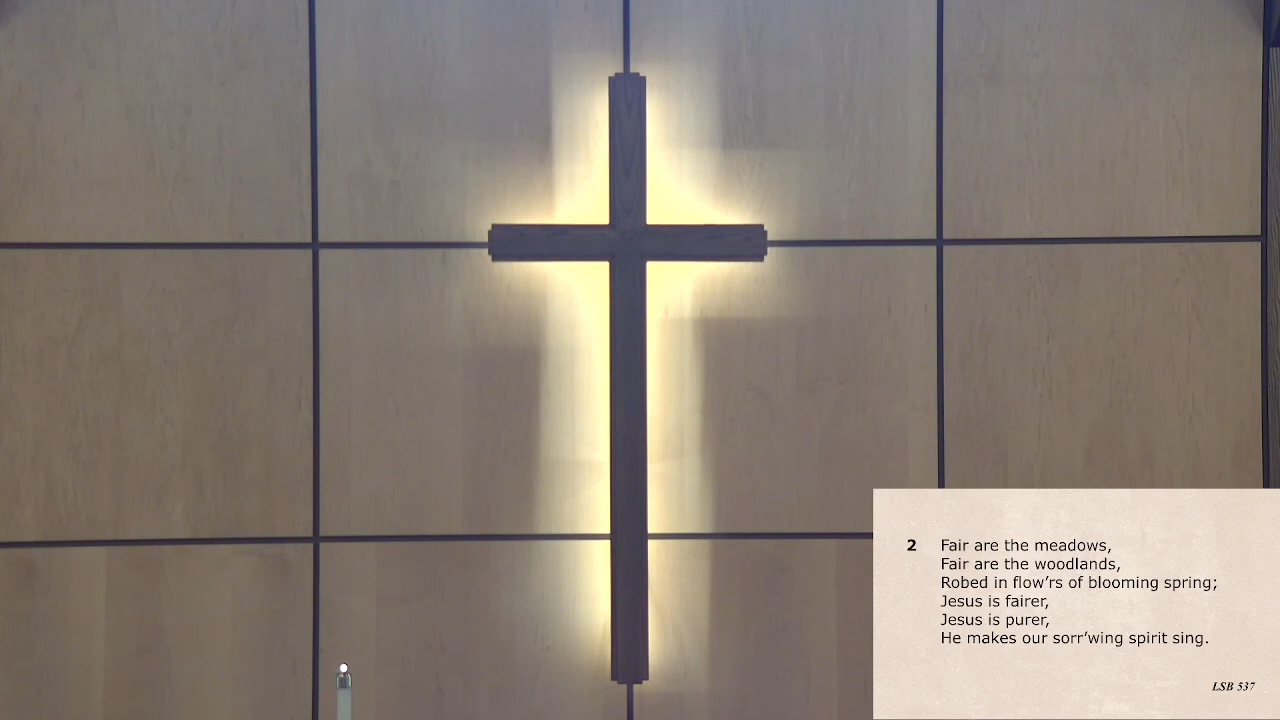 2 Fair are the meadows,
Fair are the woodlands,
Robed in flow'rs of blooming spring;
Jesus is fairer,
Jesus is purer,
He makes our sorr'wing spirit sing.
LSB 537